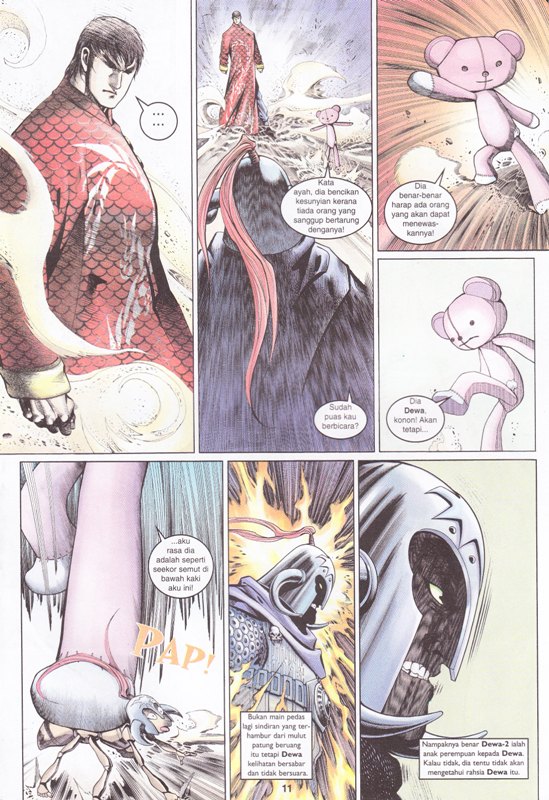 ...
...
Kata
ayah, dia bencikan
kesunyian kerana
tiada orang yang
sanggup bertarung
denganya!
Sudah
puas kau
berbicara?
Dia
benar-benar
harap ada orang
yang akan dapat
menewas-
kannya!
Dia
Dewa,
konon! Akan
tetapi...
...aku
rasa dia
adalah seperti
seekor semut di
bawah kaki
aku ini!
PAP!
Bukan main pedas
lagi sindiran yang ter-
hambur dari mulut
patung beruang
itu tetapi Dewa
kelihatan bersabar
dan tidak bersuara.
Nampaknya benar Dewa-2 ialah
anak perempuan kepada Dewa.
Kalau tidak, dia tentu tidak akan
mengetahui rahsia Dewa itu.
11